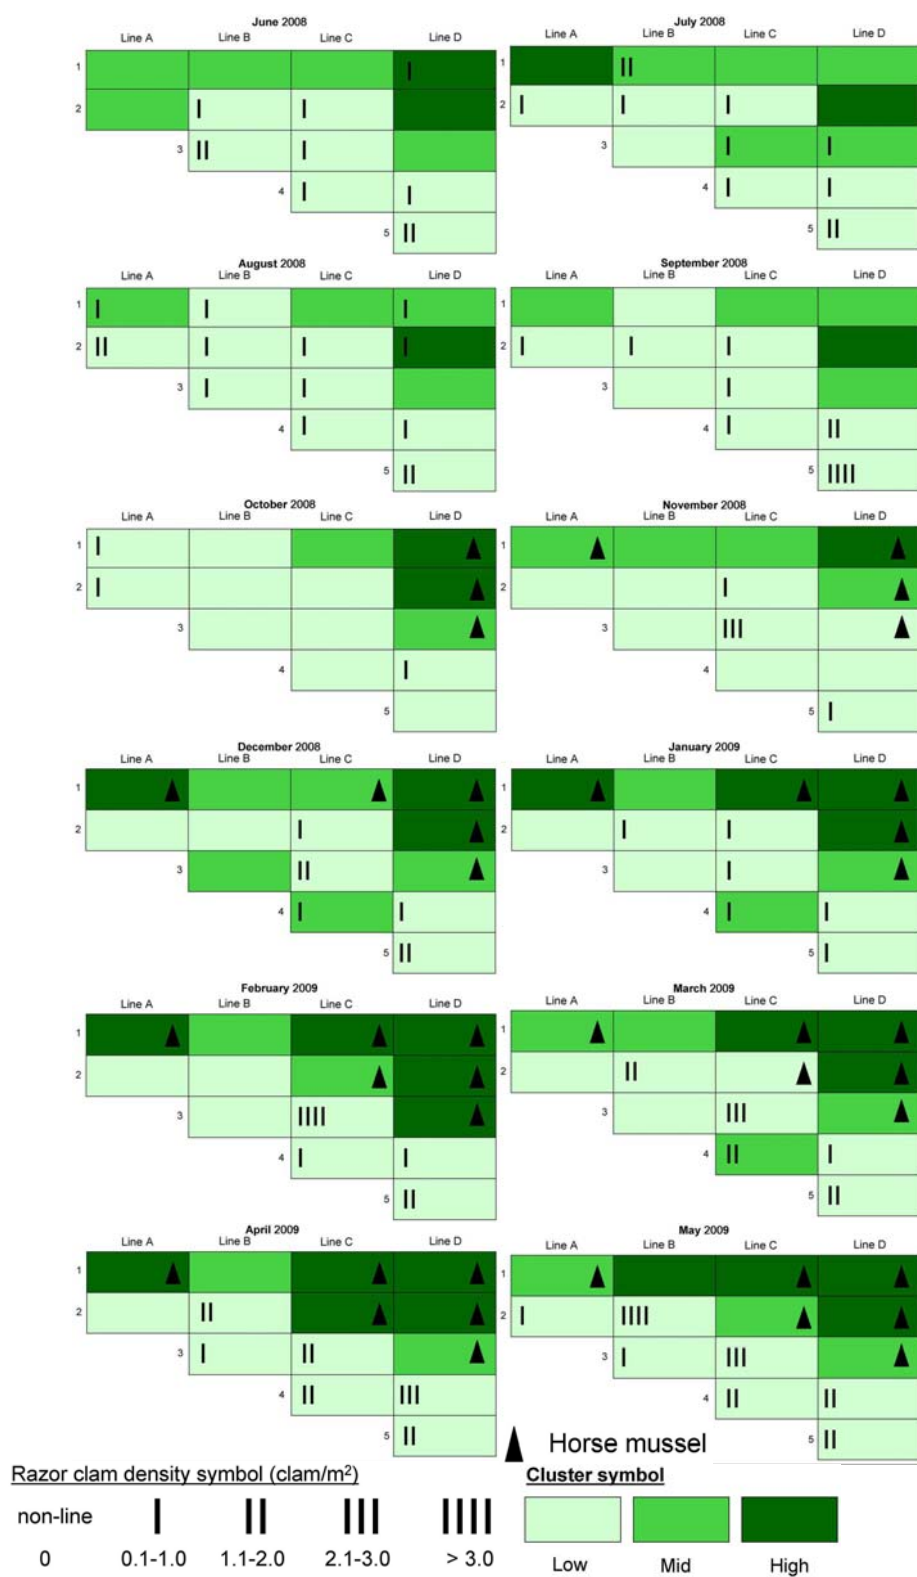 June 2008
Line A Line B Line C Line D
1
2
3
4
5
July 2008
Line A Line B Line C Line D
1
2
3
4
5
August 2008
Line A Line B Line C Line D
1
2
3
4
5
September 2008
Line A Line B Line C Line D
1
2
3
4
5
October 2008
Line A Line B Line C Line D
1
2
3
4
5
November 2008
Line A Line B Line C Line D
1
2
3
4
5
December 2008
Line A Line B Line C Line D
1
2
3
4
5
January 2009
Line A Line B Line C Line D
1
2
3
4
5
February 2009
Line A Line B Line C Line D
1
2
3
4
5
March 2009
Line A Line B Line C Line D
1
2
3
4
5
April 2009
Line A Line B Line C Line D
1
2
3
4
5
May 2009
Line A Line B Line C Line D
1
2
3
4
5
Horse mussel
Razor clam density symbol (clam/m²)
non-line
0 0.1-1.0 1.1-2.0 2.1-3.0 > 3.0
Cluster symbol
Low Mid High